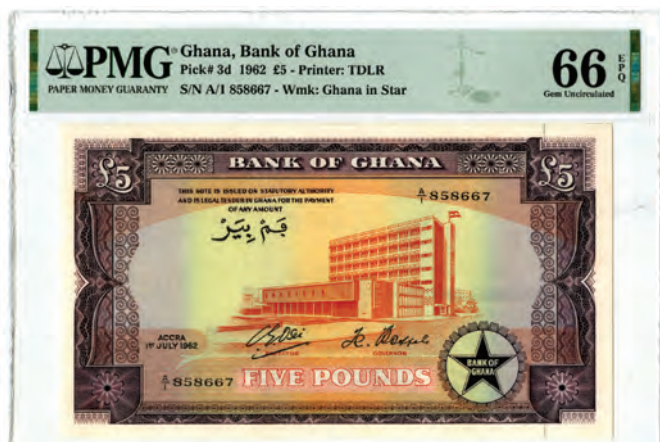 PMG® Ghana, Bank of Ghana
Pick# 3d 1962 £5 - Printer: TDLR
PAPER MONEY GUARANTY S/N A/1 858667 - Wmk: Ghana in Star
66 EPQ
Gem Uncirculated
£5 BANK OF GHANA £5
THIS NOTE IS ISSUED ON STATUTORY AUTHORITY
AND IS LEGAL TENDER IN GHANA FOR THE PAYMENT
OF ANY AMOUNT
A/1 858667
فَمْ بِيَرْ
ACCRA
1ST JULY 1962
GOVERNOR
A/1 858667 FIVE POUNDS
BANK OF
GHANA